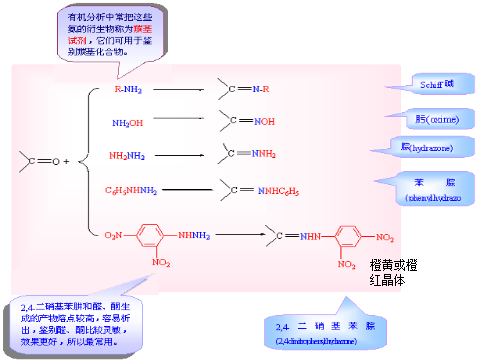 有机分析中常把这些
氨的衍生物称为羰基
试剂，它们可用于鉴
别羰基化合物。
R-NH₂ C=N-R Schiff 碱
NH₂OH C=NOH 肟(oxime)
NH₂NH₂ C=NNH₂ 腙(hydrazone)
C=O +
C₆H₅NHNH₂ C=NNHC₆H₅ 苯 腙
(phenylhydrazo
O₂N NHNH₂ C=NHN NO₂
NO₂ NO₂
橙黄或橙
红晶体
2,4-二硝基苯肼和醛、酮生
成的产物熔点较高，容易析
出，鉴别醛、酮比较灵敏，
效果更好，所以最常用。
2,4- 二 硝 基 苯 腙
(2,4-dinitrophenylhydrazone)